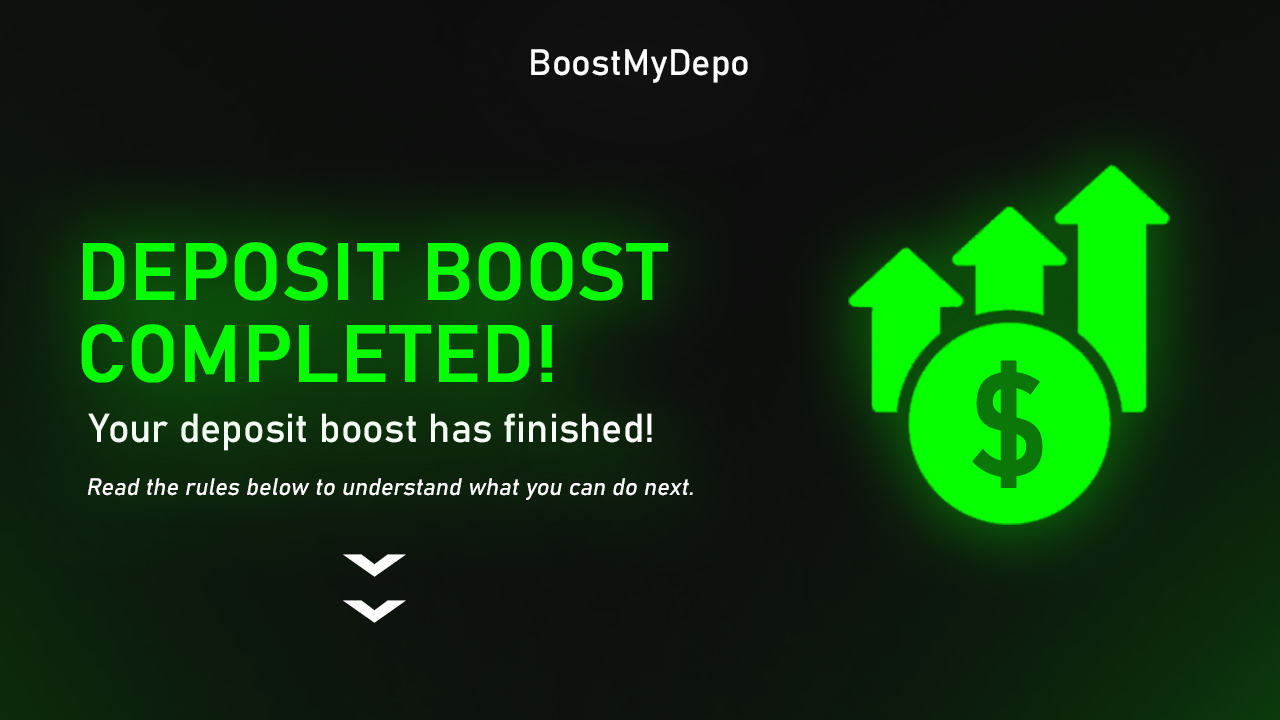 BoostMyDepo
DEPOSIT BOOST
COMPLETED!
Your deposit boost has finished!
Read the rules below to understand what you can do next.
$